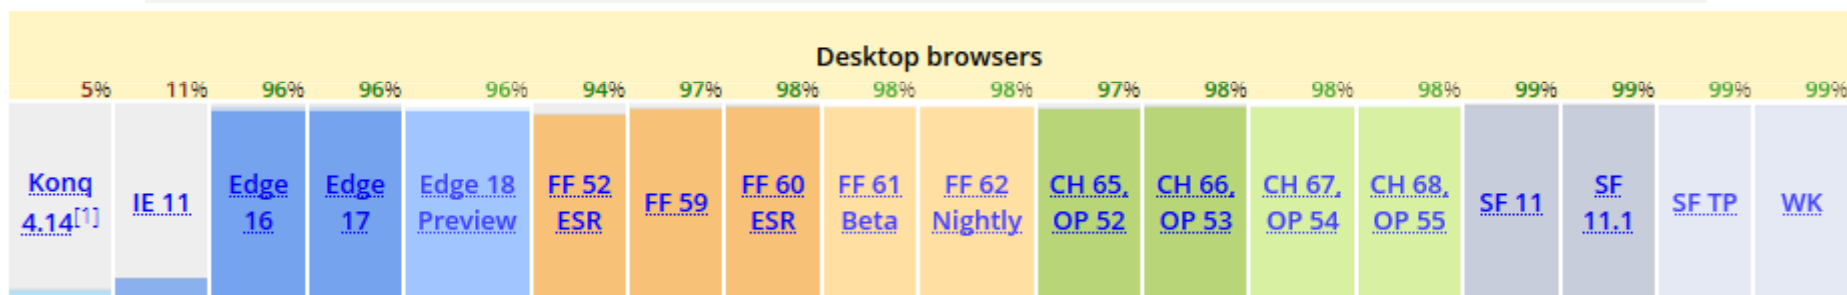 Desktop browsers
5% 11% 96% 96% 96% 94% 97% 98% 98% 98% 97% 98% 98% 98% 99% 99% 99% 99%
Konq
4.14[1]
IE 11
Edge
16
Edge
17
Edge 18
Preview
FF 52
ESR
FF 59
FF 60
ESR
FF 61
Beta
FF 62
Nightly
CH 65,
OP 52
CH 66,
OP 53
CH 67,
OP 54
CH 68,
OP 55
SF 11
SF
11.1
SF TP
WK